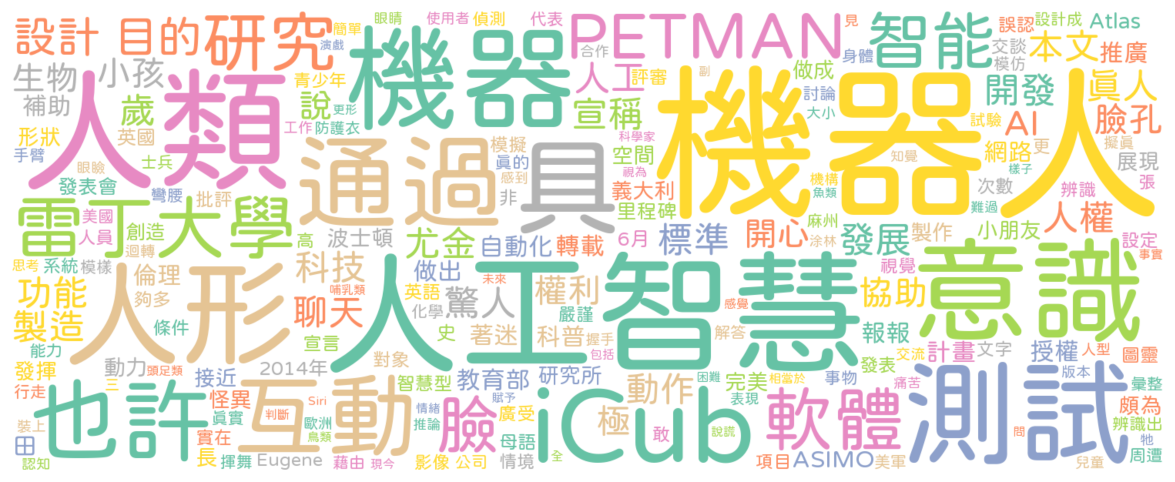 設計 目的 研究 眼睛 簡單 演戲 使用者 偵測 代表 PETMAN 智能 見 誤認 設計成 Atlas
合作 身體 交談 模仿 本文 推廣
生物 小孩 青少年 機器 人工 評審 副 做成 開發 真人
補助 歲 說 更形 宣稱 討論 大小 試驗 AI 臉孔
形狀 英國 人類 工作 防護衣 模擬 科學家 機器人 網路 更 擬真
手臂 眼瞼 士兵 通過 真的 具 空間 知覺 機構 樣子 展現
發表會 彎腰 批評 感到 非 視為 義大利 魚類 次數 辨識 張
雷丁大學 里程碑 麻州 難過 人權
美國 人員 創造 高 波士頓 尤金 自動化 轉載 6月 標準 開心 涂林 發展 製作 小朋友 設定
迴轉 事實
思考 系統 模樣 倫理 科技 哺乳類 做出 未來 人工智慧 視覺 意識
功能 夠多 人形 英語 驚人 權利 感覺 協助
製造 條件 聊天 化學 嚴謹 解答
宣言 史 著迷 科普 握手 報報
能力 動力 2014年 對象 包括 發表 交流 計畫 文字 授權 人型 圖靈
發揮 頭足類 接近 智慧型 教育部 研究所 動作 困難 完美 事物 版本 彙整
行走 三 怪異 Siri 互動 情緒 賦予 iCub 相當於 痛苦 軟體 測試 頗為
裝上 也許 真實 判斷 歐洲 推論 臉 廣受 極 表現 辨識出
田 實在 鳥類 母語 敢 說謊 問 牠
認知 長 揮舞 Eugene 藉由 現今 影像 公司 情境 全 項目 ASIMO 美軍 兒童 周遭